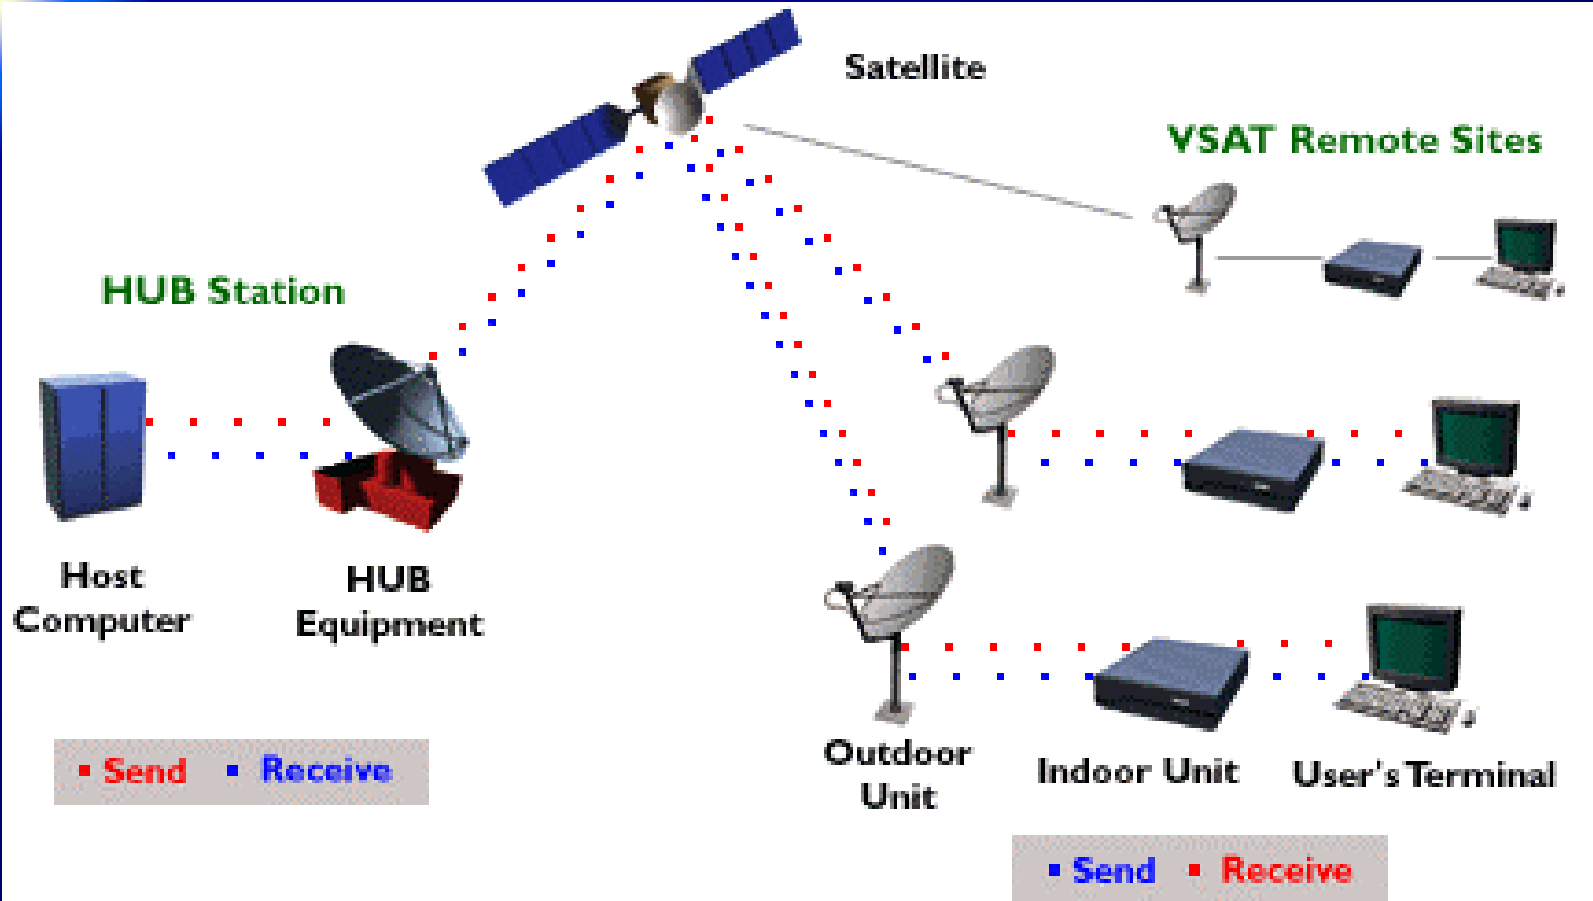 Satellite
VSAT Remote Sites
HUB Station
Host
Computer
HUB
Equipment
Outdoor
Unit
Indoor Unit
User's Terminal
Send Receive
Send Receive